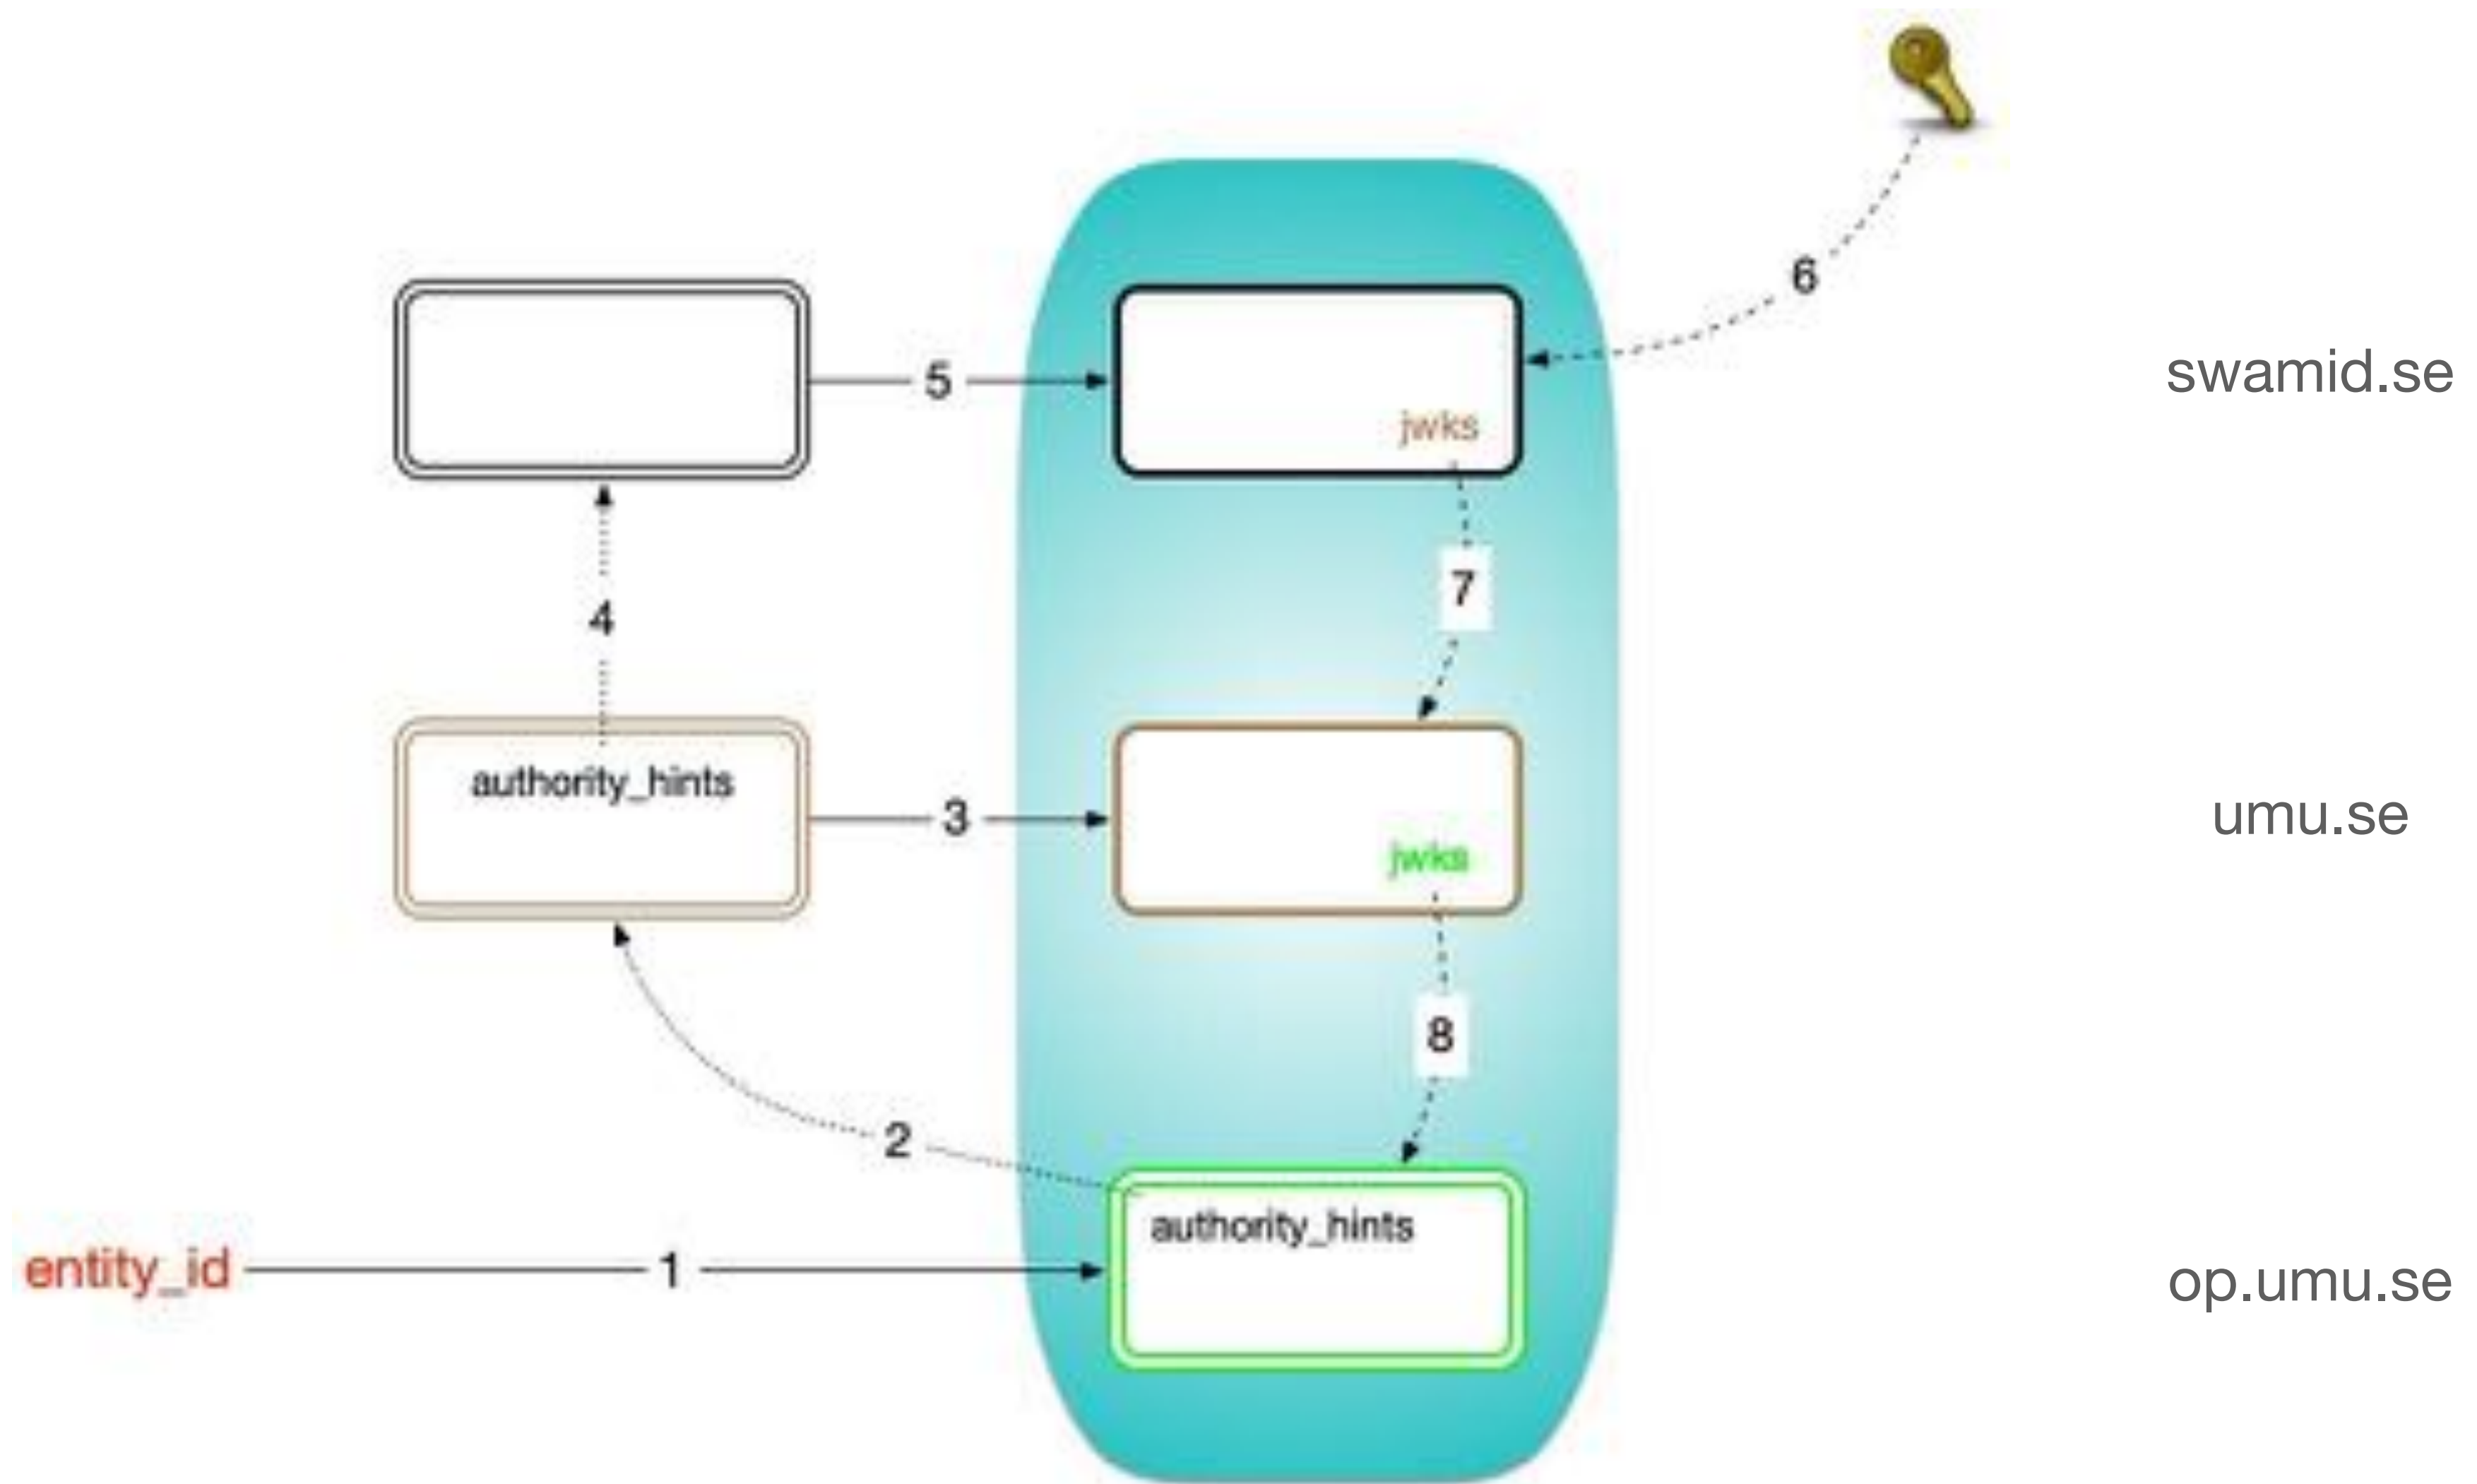 6
swamid.se
5
jwks
7
4
authority_hints
3
umu.se
jwks
8
2
authority_hints
entity_id
1
op.umu.se